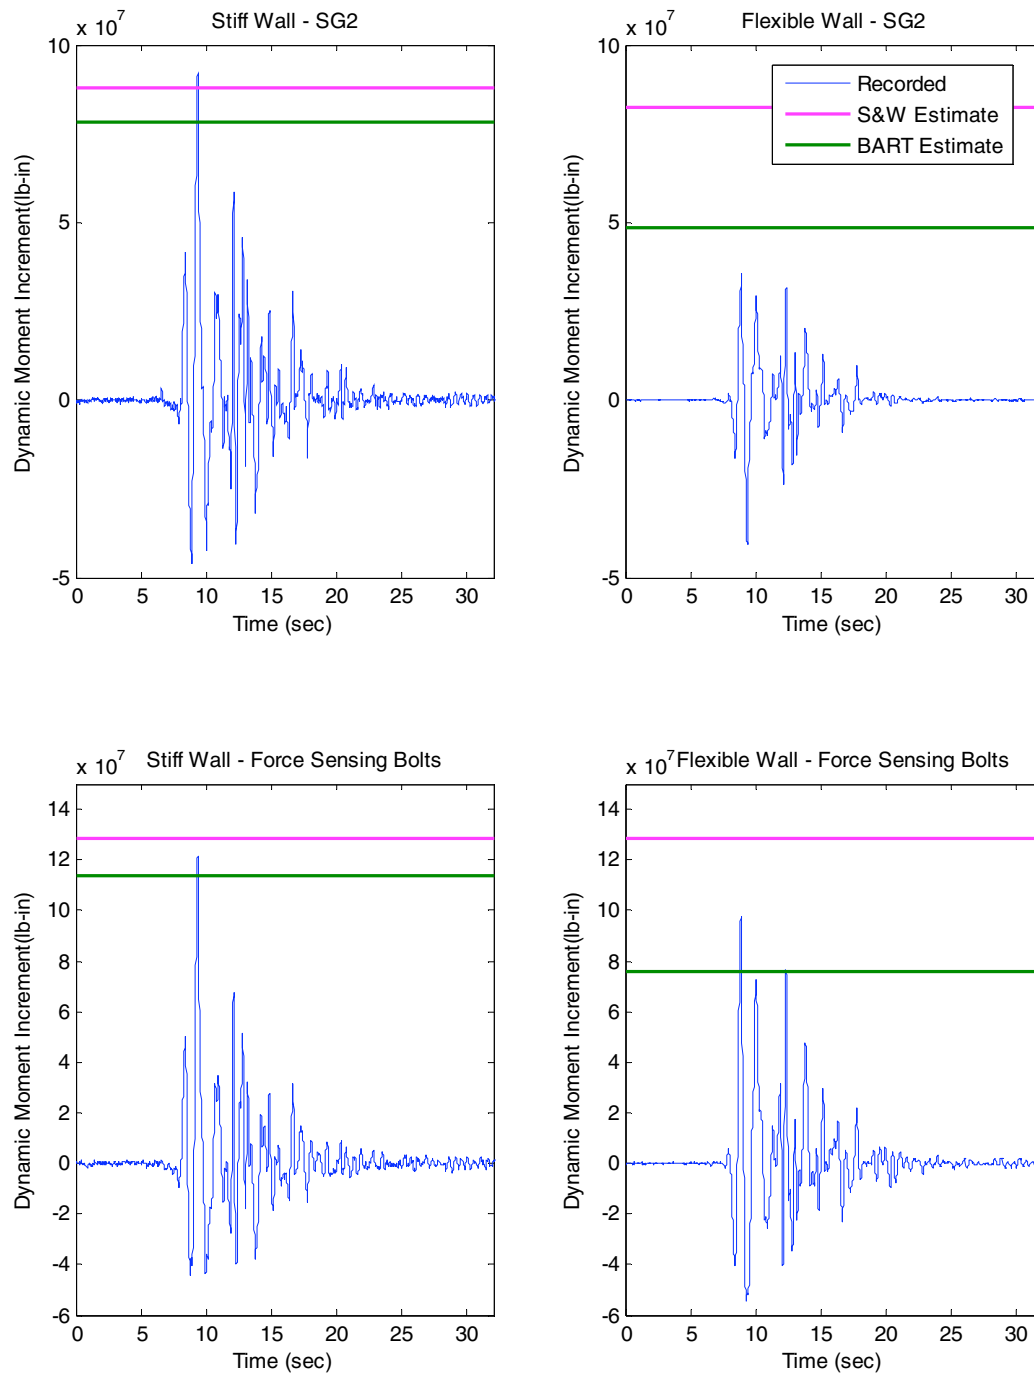 Stiff Wall - SG2
x 10^7
Dynamic Moment Increment(lb-in)
10
5
0
-5
0 5 10 15 20 25 30
Time (sec)
Flexible Wall - SG2
x 10^7
Dynamic Moment Increment(lb-in)
10
5
0
-5
Recorded
S&W Estimate
BART Estimate
0 5 10 15 20 25 30
Time (sec)
Stiff Wall - Force Sensing Bolts
x 10^7
Dynamic Moment Increment(lb-in)
14
12
10
8
6
4
2
0
-2
-4
-6
0 5 10 15 20 25 30
Time (sec)
Flexible Wall - Force Sensing Bolts
x 10^7
Dynamic Moment Increment(lb-in)
14
12
10
8
6
4
2
0
-2
-4
-6
0 5 10 15 20 25 30
Time (sec)